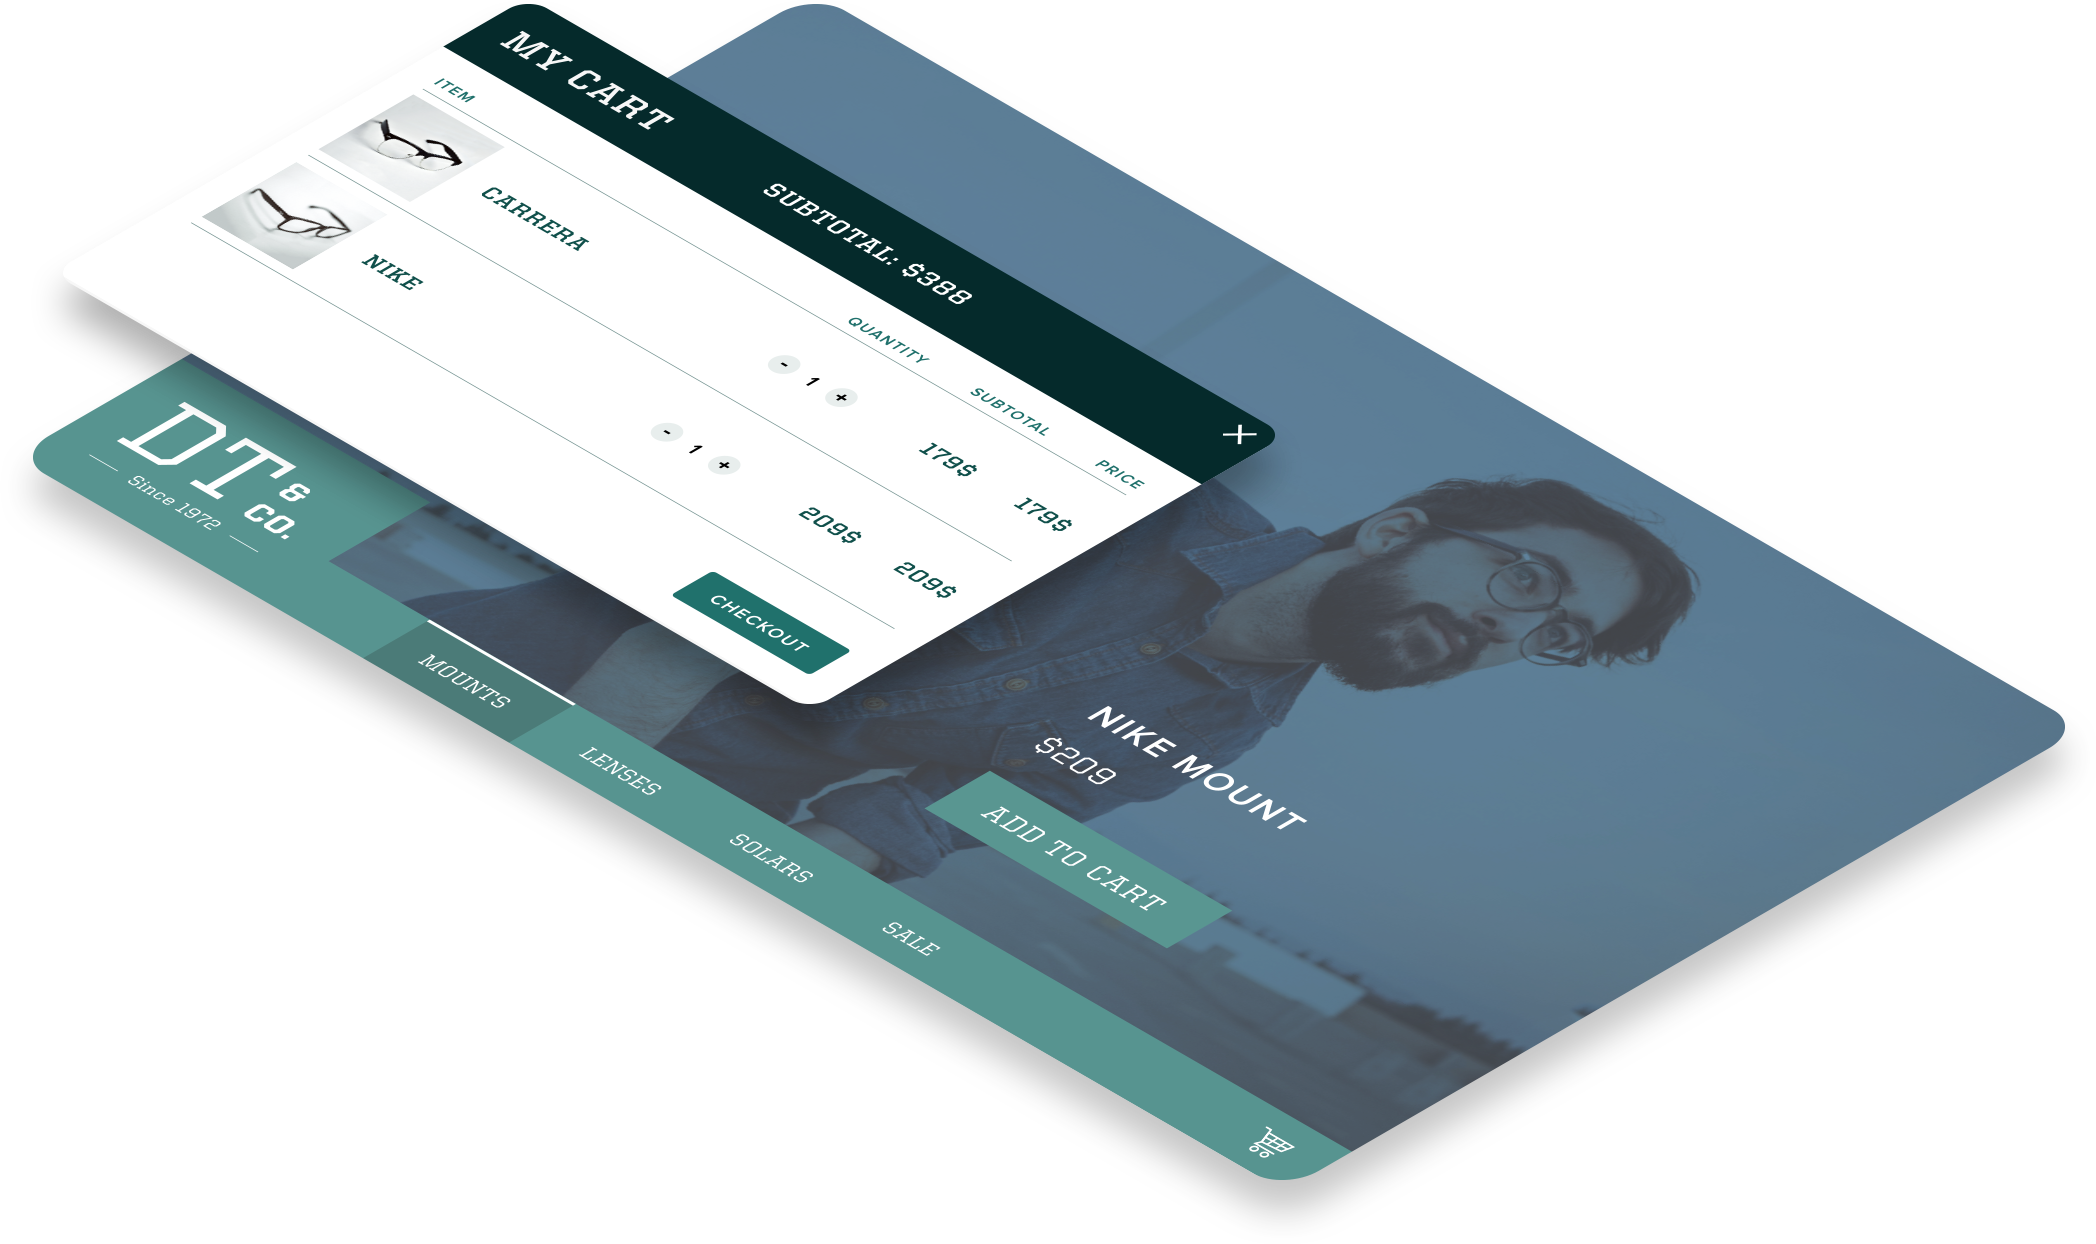 MY CART
SUBTOTAL: $388
ITEM
QUANTITY
SUBTOTAL
PRICE
CARRERA
- 1 +
179$
179$
NIKE
- 1 +
209$
209$
CHECKOUT
DT & CO.
Since 1972
MOUNTS
LENSES
SOLARS
SALE
NIKE MOUNT
$209
ADD TO CART